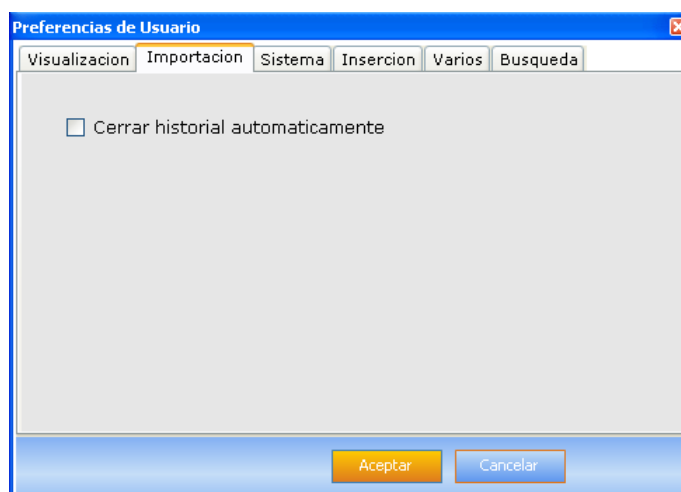 Preferencias de Usuario
Visualizacion Importacion Sistema Insercion Varios Busqueda
Cerrar historial automaticamente
Aceptar Cancelar